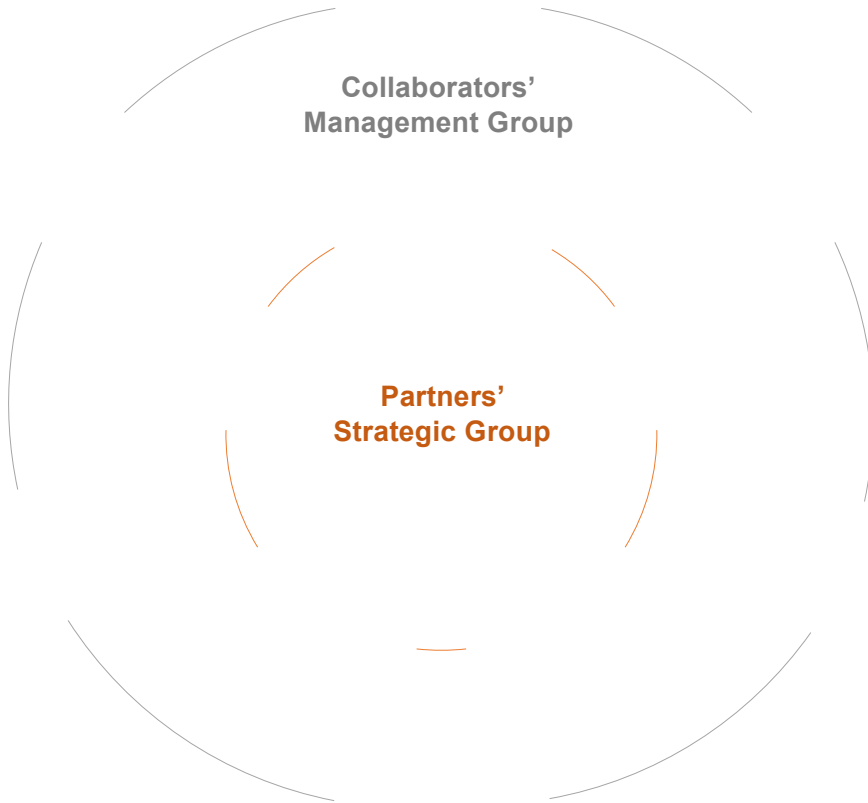 Collaborators’
Management Group
Partners’
Strategic Group